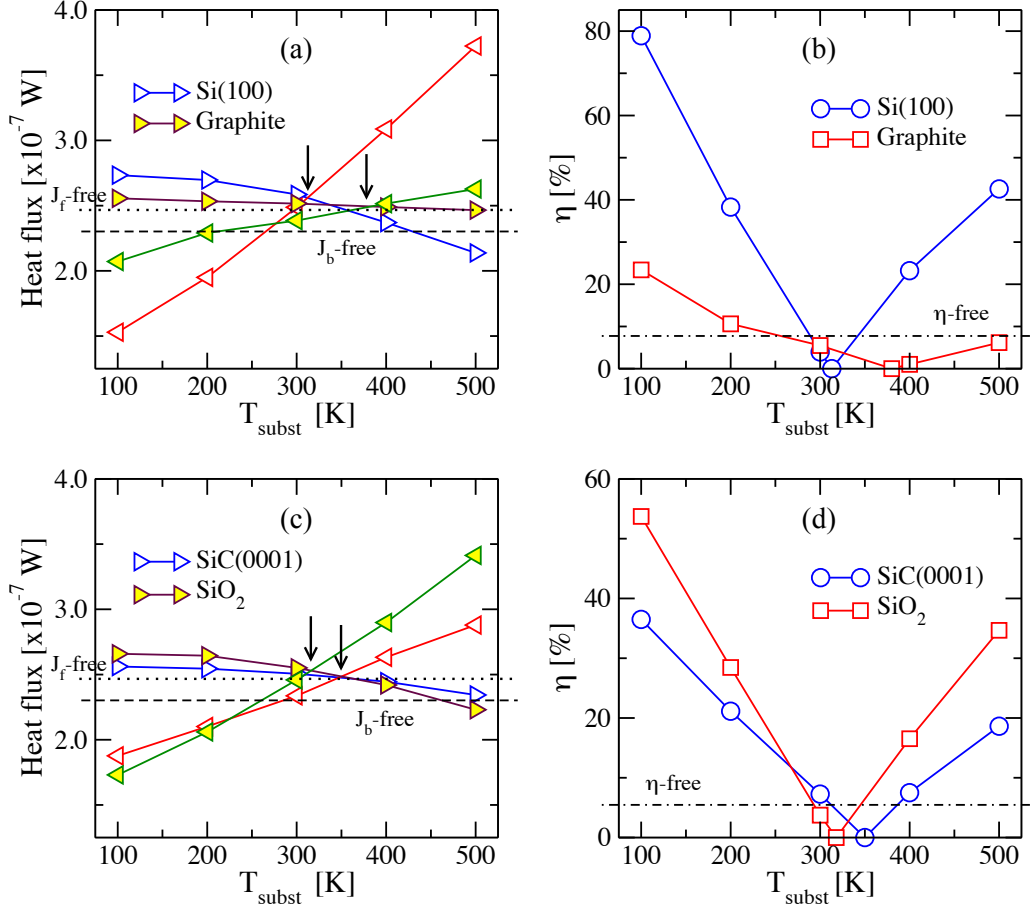 4.0
3.0
2.0
Heat flux [x10⁻⁷ W]
(a)
Si(100)
Graphite
J_f-free
J_b-free
100 200 300 400 500
T_subst [K]
80
60
40
20
0
η [%]
(b)
Si(100)
Graphite
η-free
100 200 300 400 500
T_subst [K]
4.0
3.0
2.0
Heat flux [x10⁻⁷ W]
(c)
SiC(0001)
SiO₂
J_f-free
J_b-free
100 200 300 400 500
T_subst [K]
60
40
20
0
η [%]
(d)
SiC(0001)
SiO₂
η-free
100 200 300 400 500
T_subst [K]